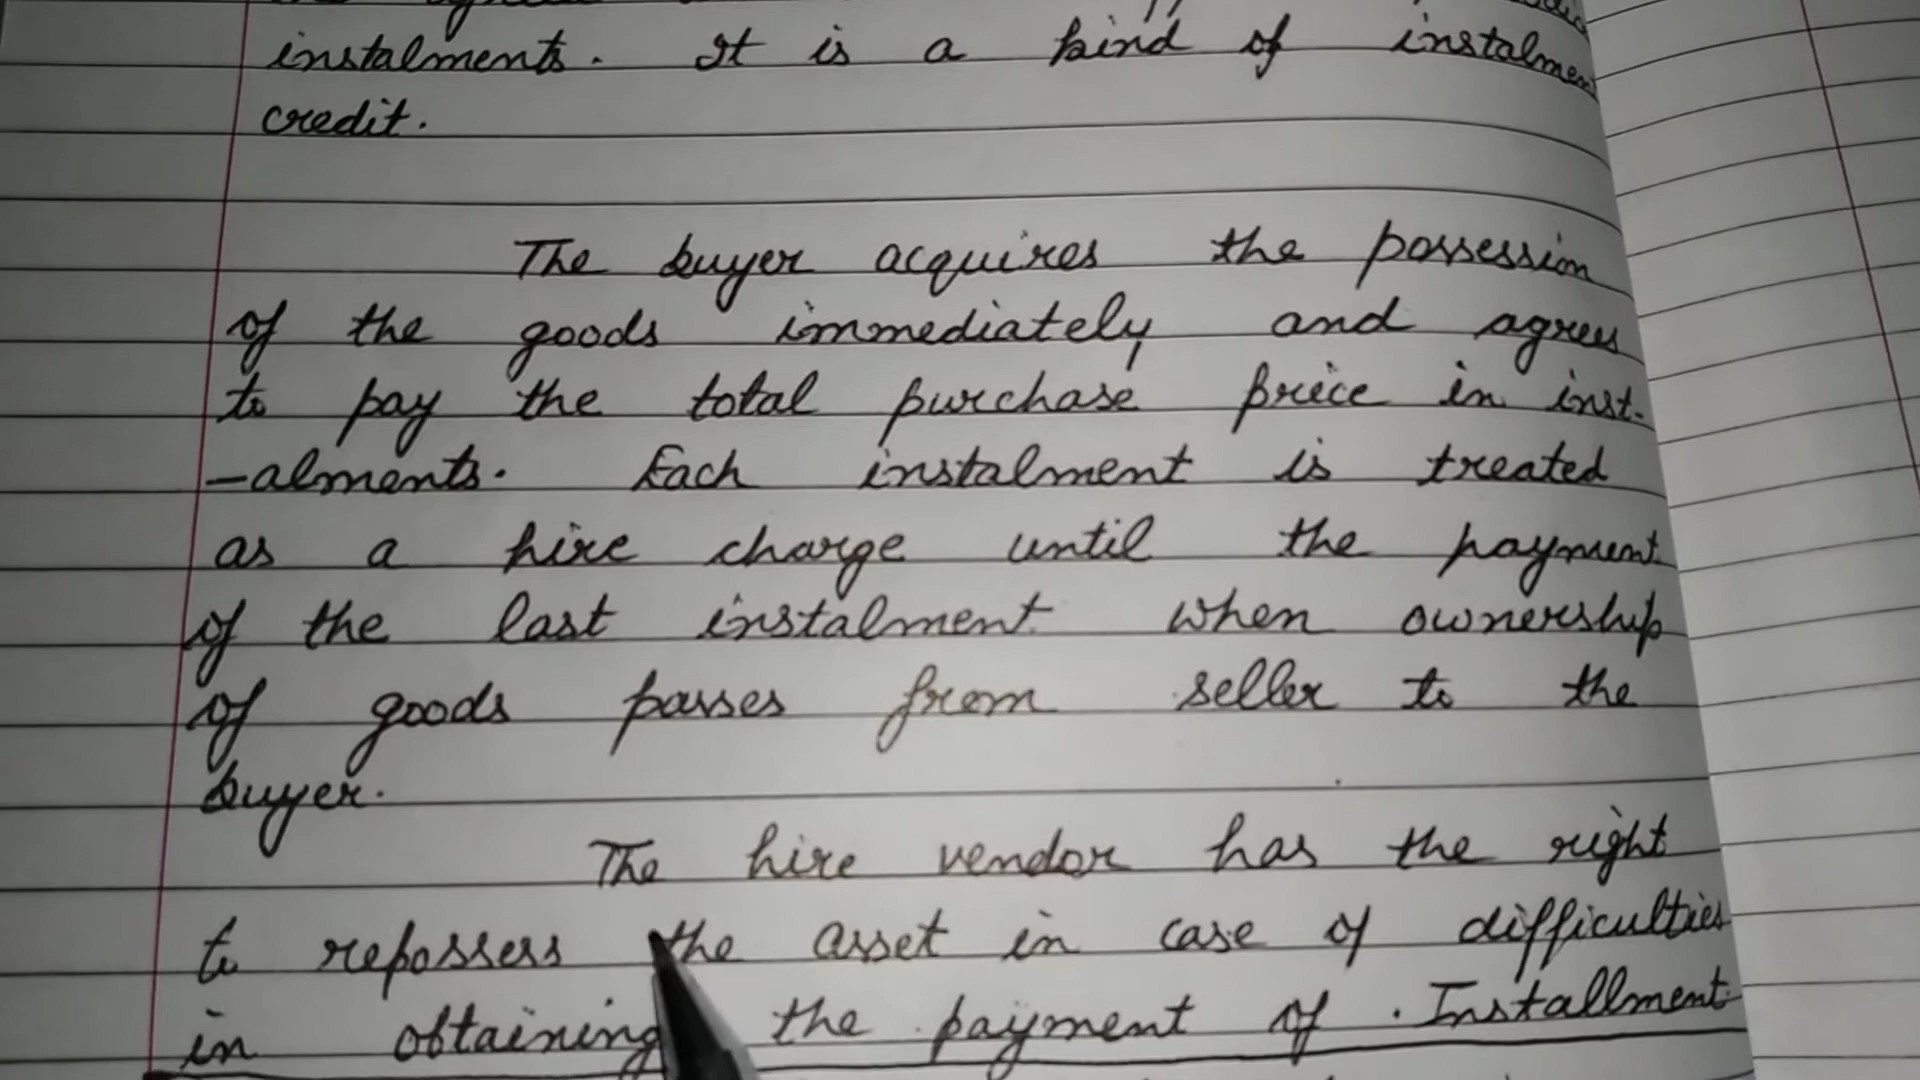 instalments. It is a kind of instalment
credit.
The buyer acquires the possession
of the goods immediately and agrees
to pay the total purchase price in inst-
-alments. Each instalment is treated
as a hire charge until the payment
of the last instalment when ownership
of goods passes from seller to the
buyer.
The hire vendor has the right
to repossess the asset in case of difficulties
in obtaining the payment of . Installment